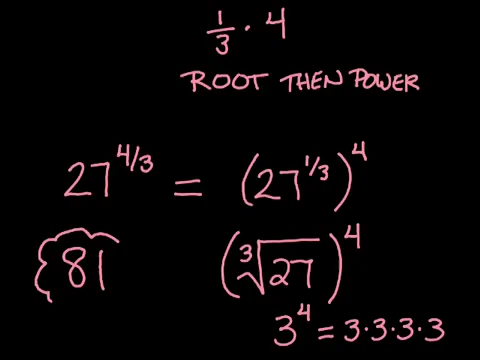 1/3 · 4
ROOT THEN POWER
27^4/3 = (27^1/3)^4
81 (∛27)^4
3^4 = 3·3·3·3